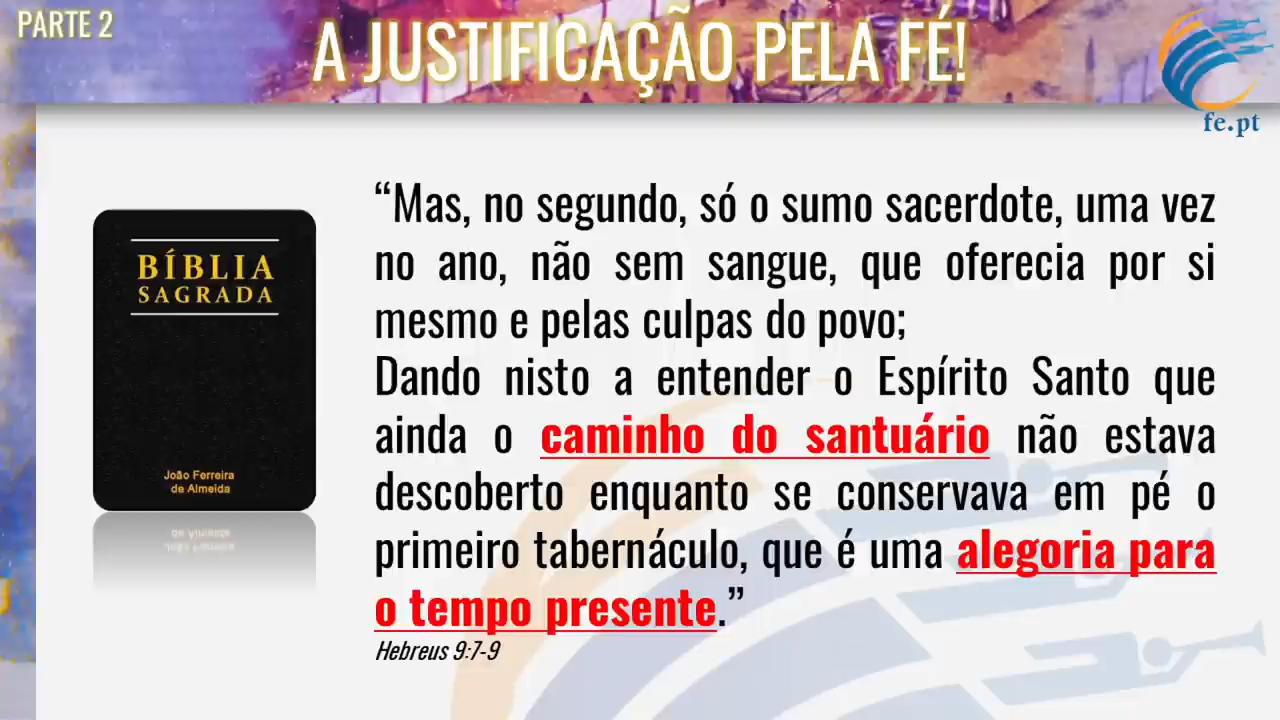 PARTE 2
A JUSTIFICAÇÃO PELA FÉ!
fe.pt
BÍBLIA
SAGRADA
João Ferreira
de Almeida
“Mas, no segundo, só o sumo sacerdote, uma vez
no ano, não sem sangue, que oferecia por si
mesmo e pelas culpas do povo;
Dando nisto a entender o Espírito Santo que
ainda o caminho do santuário não estava
descoberto enquanto se conservava em pé o
primeiro tabernáculo, que é uma alegoria para
o tempo presente.”
Hebreus 9:7-9